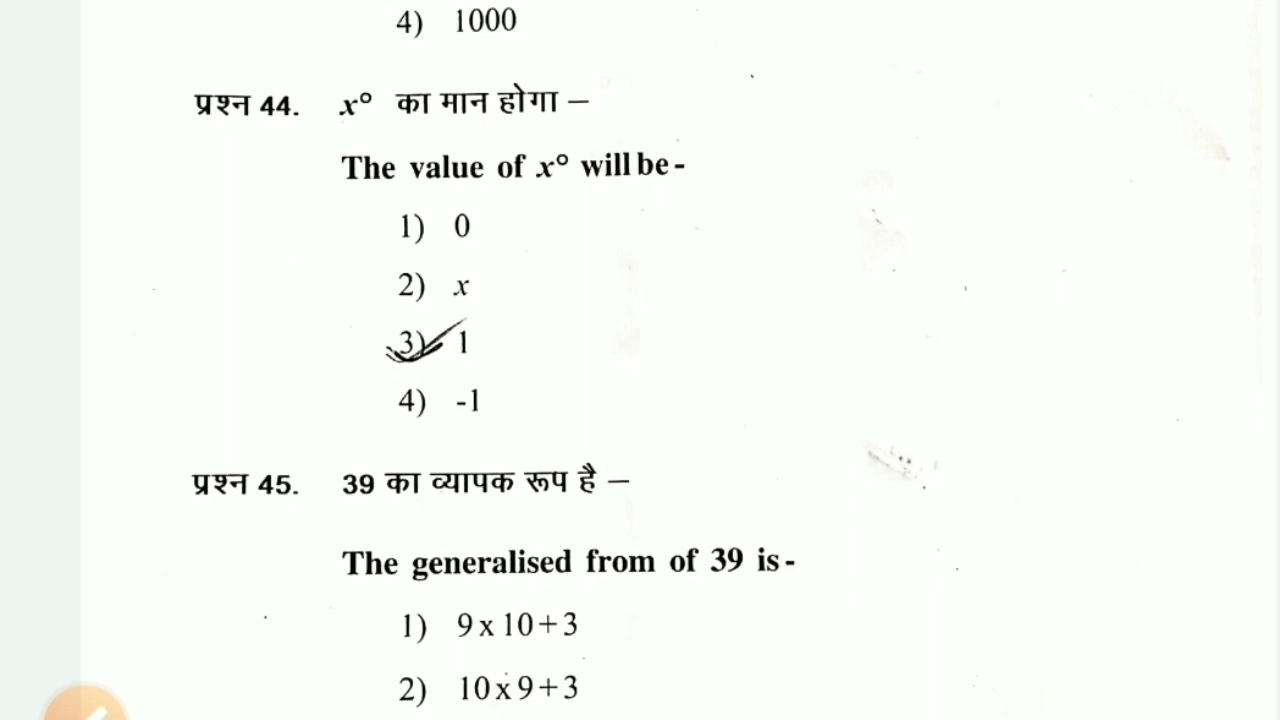 4) 1000
प्रश्न 44. x° का मान होगा –
The value of x° will be -
1) 0
2) x
3) 1
4) -1
प्रश्न 45. 39 का व्यापक रूप है –
The generalised from of 39 is -
1) 9 x 10 + 3
2) 10 x 9 + 3